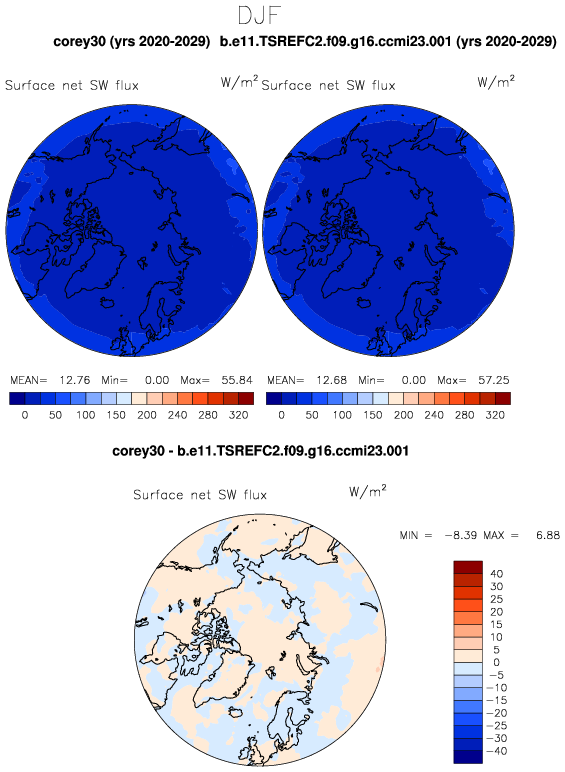 DJF
corey30 (yrs 2020-2029) b.e11.TSREFC2.f09.g16.ccmi23.001 (yrs 2020-2029)
Surface net SW flux W/m² Surface net SW flux W/m²
MEAN= 12.76 Min= 0.00 Max= 55.84 MEAN= 12.68 Min= 0.00 Max= 57.25
0 50 100 150 200 240 280 320 0 50 100 150 200 240 280 320
corey30 - b.e11.TSREFC2.f09.g16.ccmi23.001
Surface net SW flux W/m²
MIN = -8.39 MAX = 6.88
40
30
25
20
15
10
5
0
-5
-10
-15
-20
-25
-30
-40